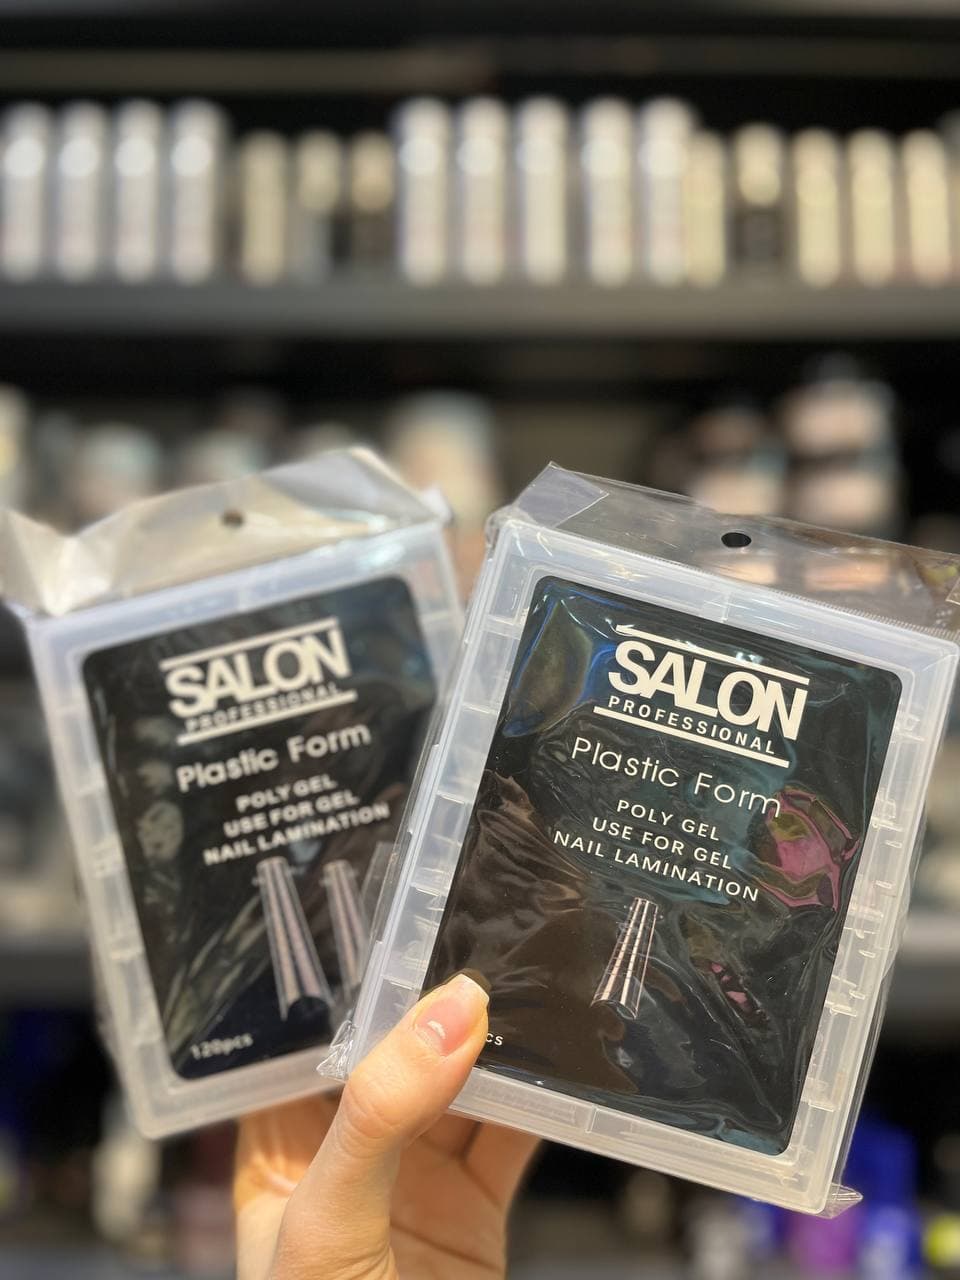 SALON
PROFESSIONAL
Plastic Form
POLY GEL
USE FOR GEL
NAIL LAMINATION
120pcs
SALON
PROFESSIONAL
Plastic Form
POLY GEL
USE FOR GEL
NAIL LAMINATION
cs